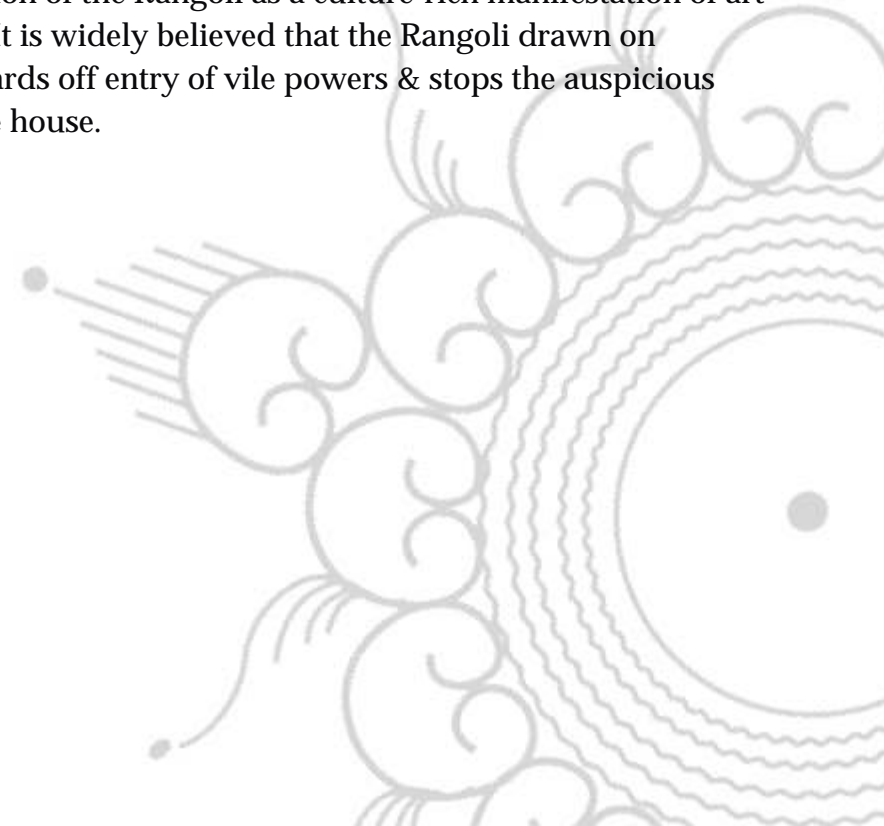 of the Rangoli as a culture-rich manifestation of art
t is widely believed that the Rangoli drawn on
rds off entry of vile powers & stops the auspicious
house.